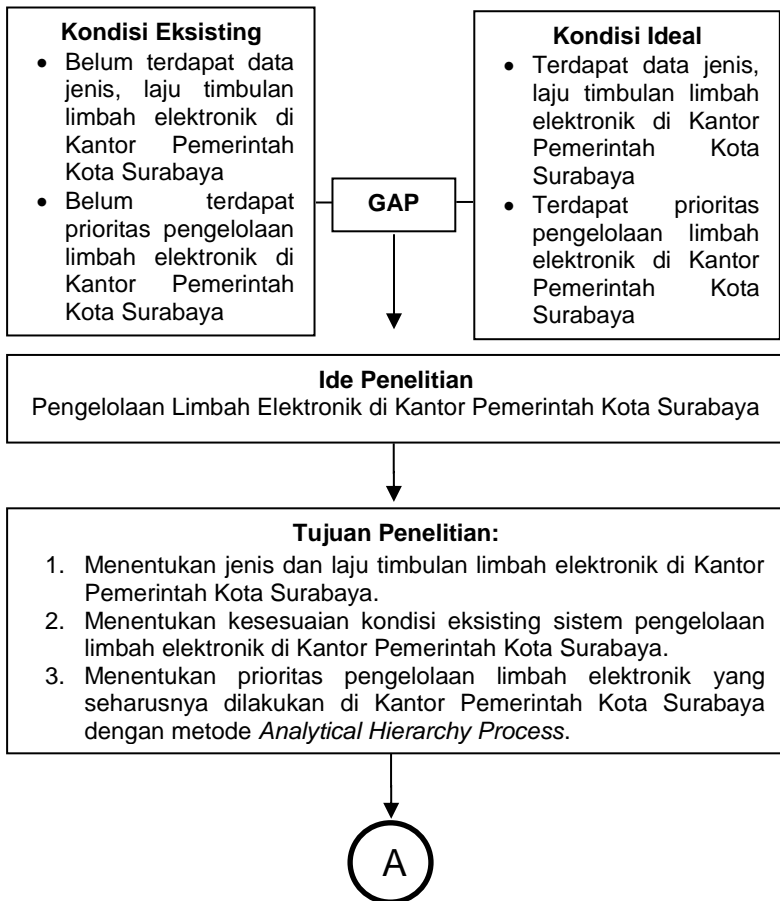 Kondisi Eksisting
• Belum terdapat data
jenis, laju timbulan
limbah elektronik di
Kantor Pemerintah
Kota Surabaya
• Belum terdapat
prioritas pengelolaan
limbah elektronik di
Kantor Pemerintah
Kota Surabaya
GAP
Kondisi Ideal
• Terdapat data jenis,
laju timbulan limbah
elektronik di Kantor
Pemerintah Kota
Surabaya
• Terdapat prioritas
pengelolaan limbah
elektronik di Kantor
Pemerintah Kota
Surabaya
Ide Penelitian
Pengelolaan Limbah Elektronik di Kantor Pemerintah Kota Surabaya
Tujuan Penelitian:
1. Menentukan jenis dan laju timbulan limbah elektronik di Kantor
Pemerintah Kota Surabaya.
2. Menentukan kesesuaian kondisi eksisting sistem pengelolaan
limbah elektronik di Kantor Pemerintah Kota Surabaya.
3. Menentukan prioritas pengelolaan limbah elektronik yang
seharusnya dilakukan di Kantor Pemerintah Kota Surabaya
dengan metode Analytical Hierarchy Process.
A